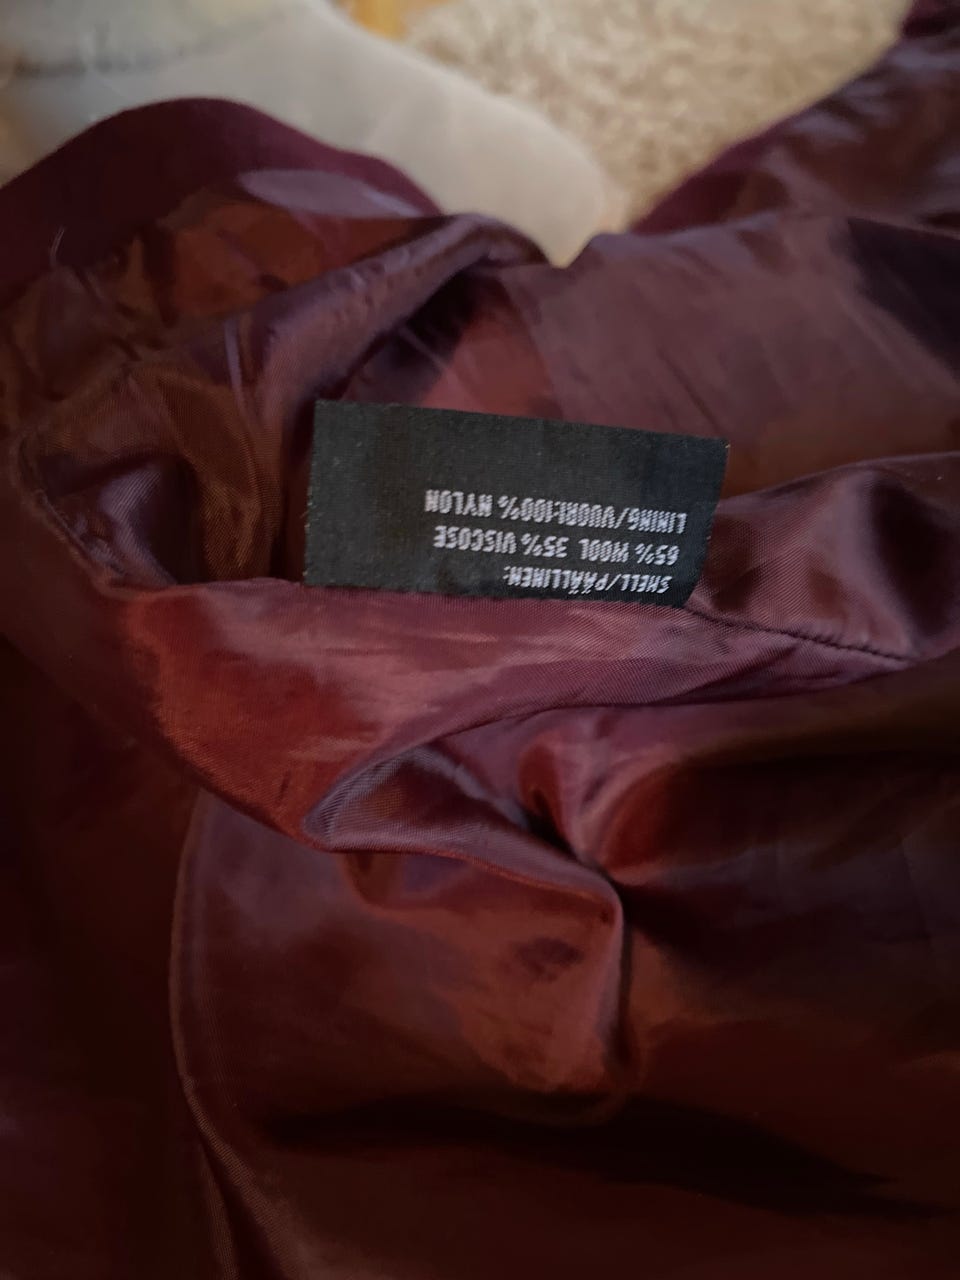 SHELL/PÄÄLLINEN:
65% WOOL 35% VISCOSE
LINING/VUORI:100% NYLON